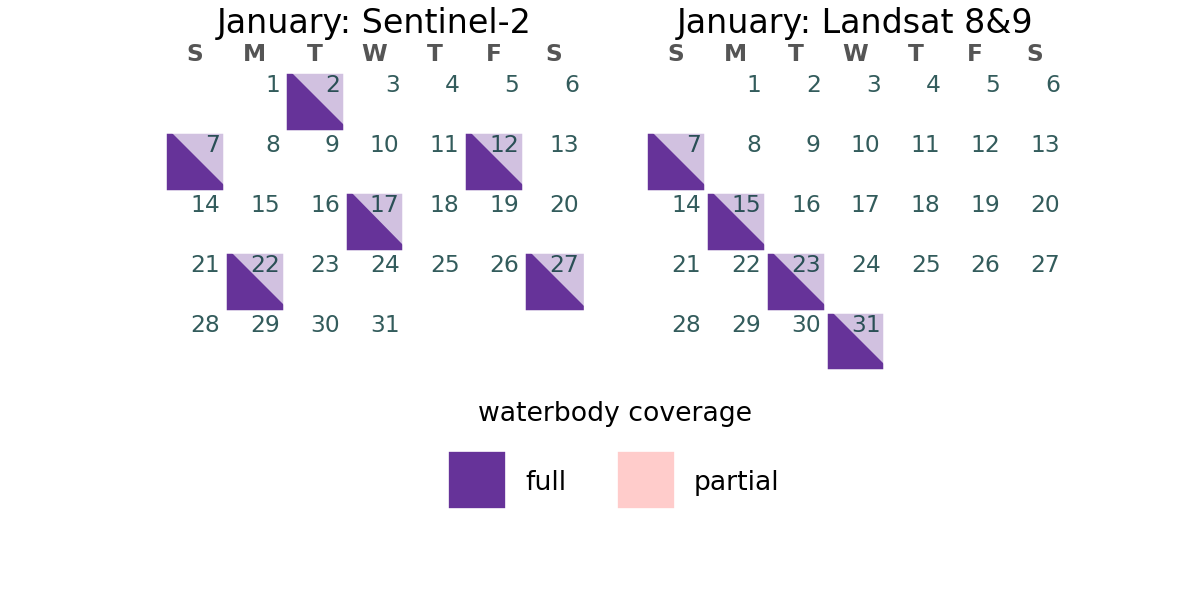 January: Sentinel-2
S M T W T F S
1 2 3 4 5 6
7 8 9 10 11 12 13
14 15 16 17 18 19 20
21 22 23 24 25 26 27
28 29 30 31
January: Landsat 8&9
S M T W T F S
1 2 3 4 5 6
7 8 9 10 11 12 13
14 15 16 17 18 19 20
21 22 23 24 25 26 27
28 29 30 31
waterbody coverage
full partial